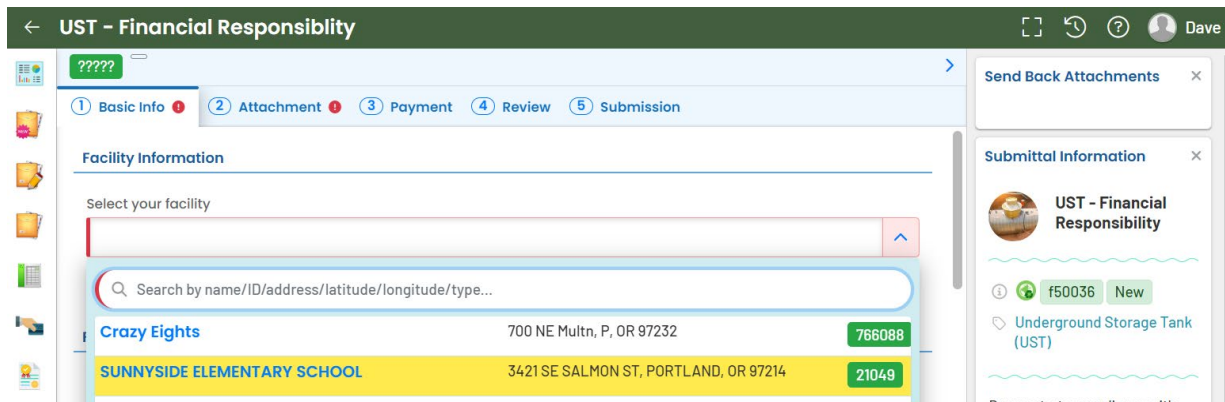 UST - Financial Responsiblity
Dave
?????
1 Basic Info
2 Attachment
3 Payment
4 Review
5 Submission
Facility Information
Select your facility
Search by name/ID/address/latitude/longitude/type...
Crazy Eights 700 NE Multn, P, OR 97232 766088
SUNNYSIDE ELEMENTARY SCHOOL 3421 SE SALMON ST, PORTLAND, OR 97214 21049
Send Back Attachments
Submittal Information
UST - Financial
Responsibility
f50036 New
Underground Storage Tank
(UST)